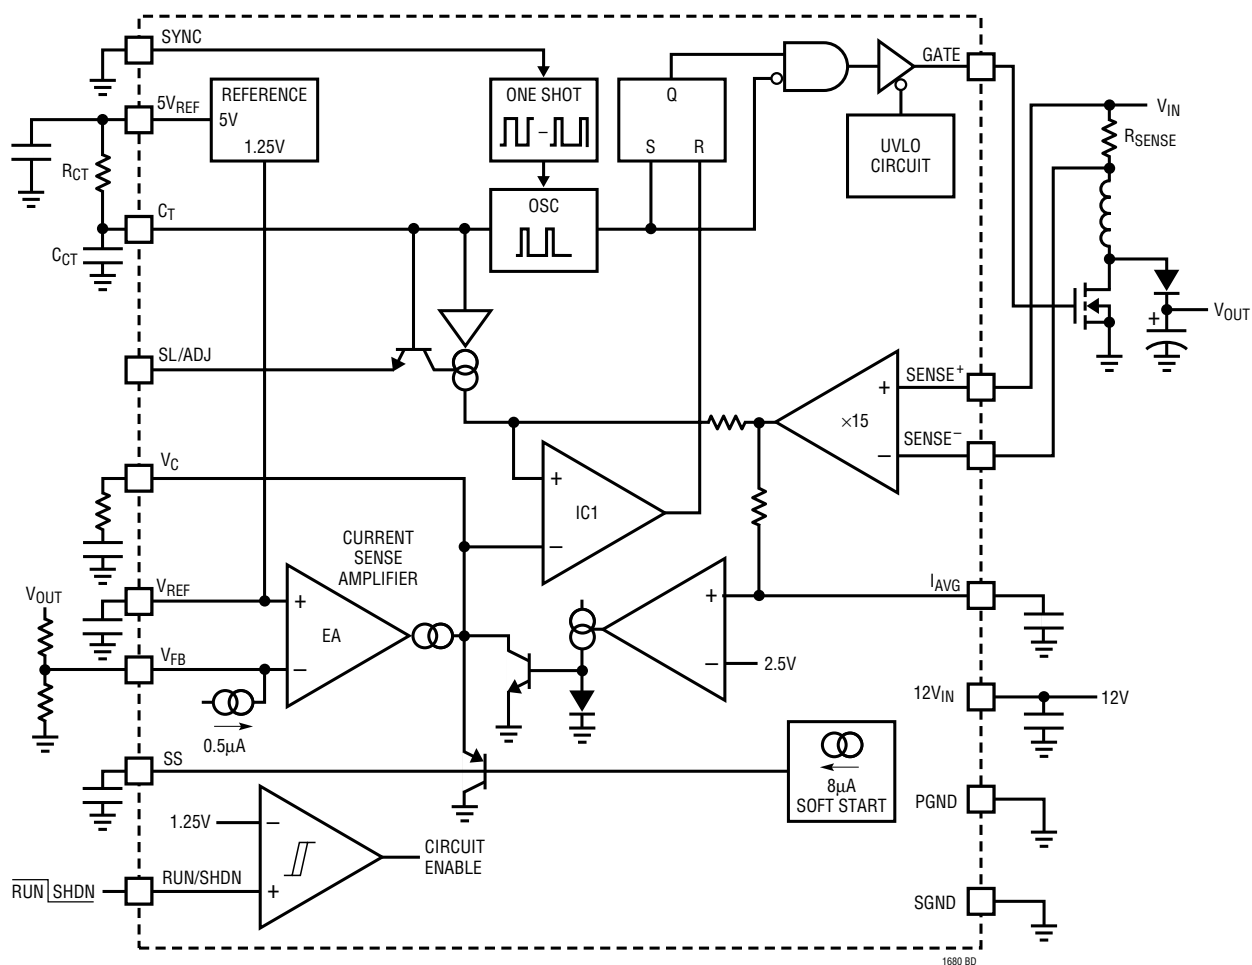 SYNC
GATE
5VREF
REFERENCE
5V
1.25V
ONE SHOT
Q
S R
UVLO
CIRCUIT
VIN
RSENSE
RCT
CT
OSC
CCT
VOUT
SL/ADJ
SENSE+
+
×15
SENSE−
−
VC
+
IC1
−
CURRENT
SENSE
AMPLIFIER
VOUT
VREF
+
EA
−
VFB
IAVG
+
−
2.5V
0.5µA
12VIN
12V
SS
8µA
SOFT START
PGND
1.25V
−
CIRCUIT
ENABLE
RUN SHDN
RUN/SHDN
+
SGND
+
1680 BD